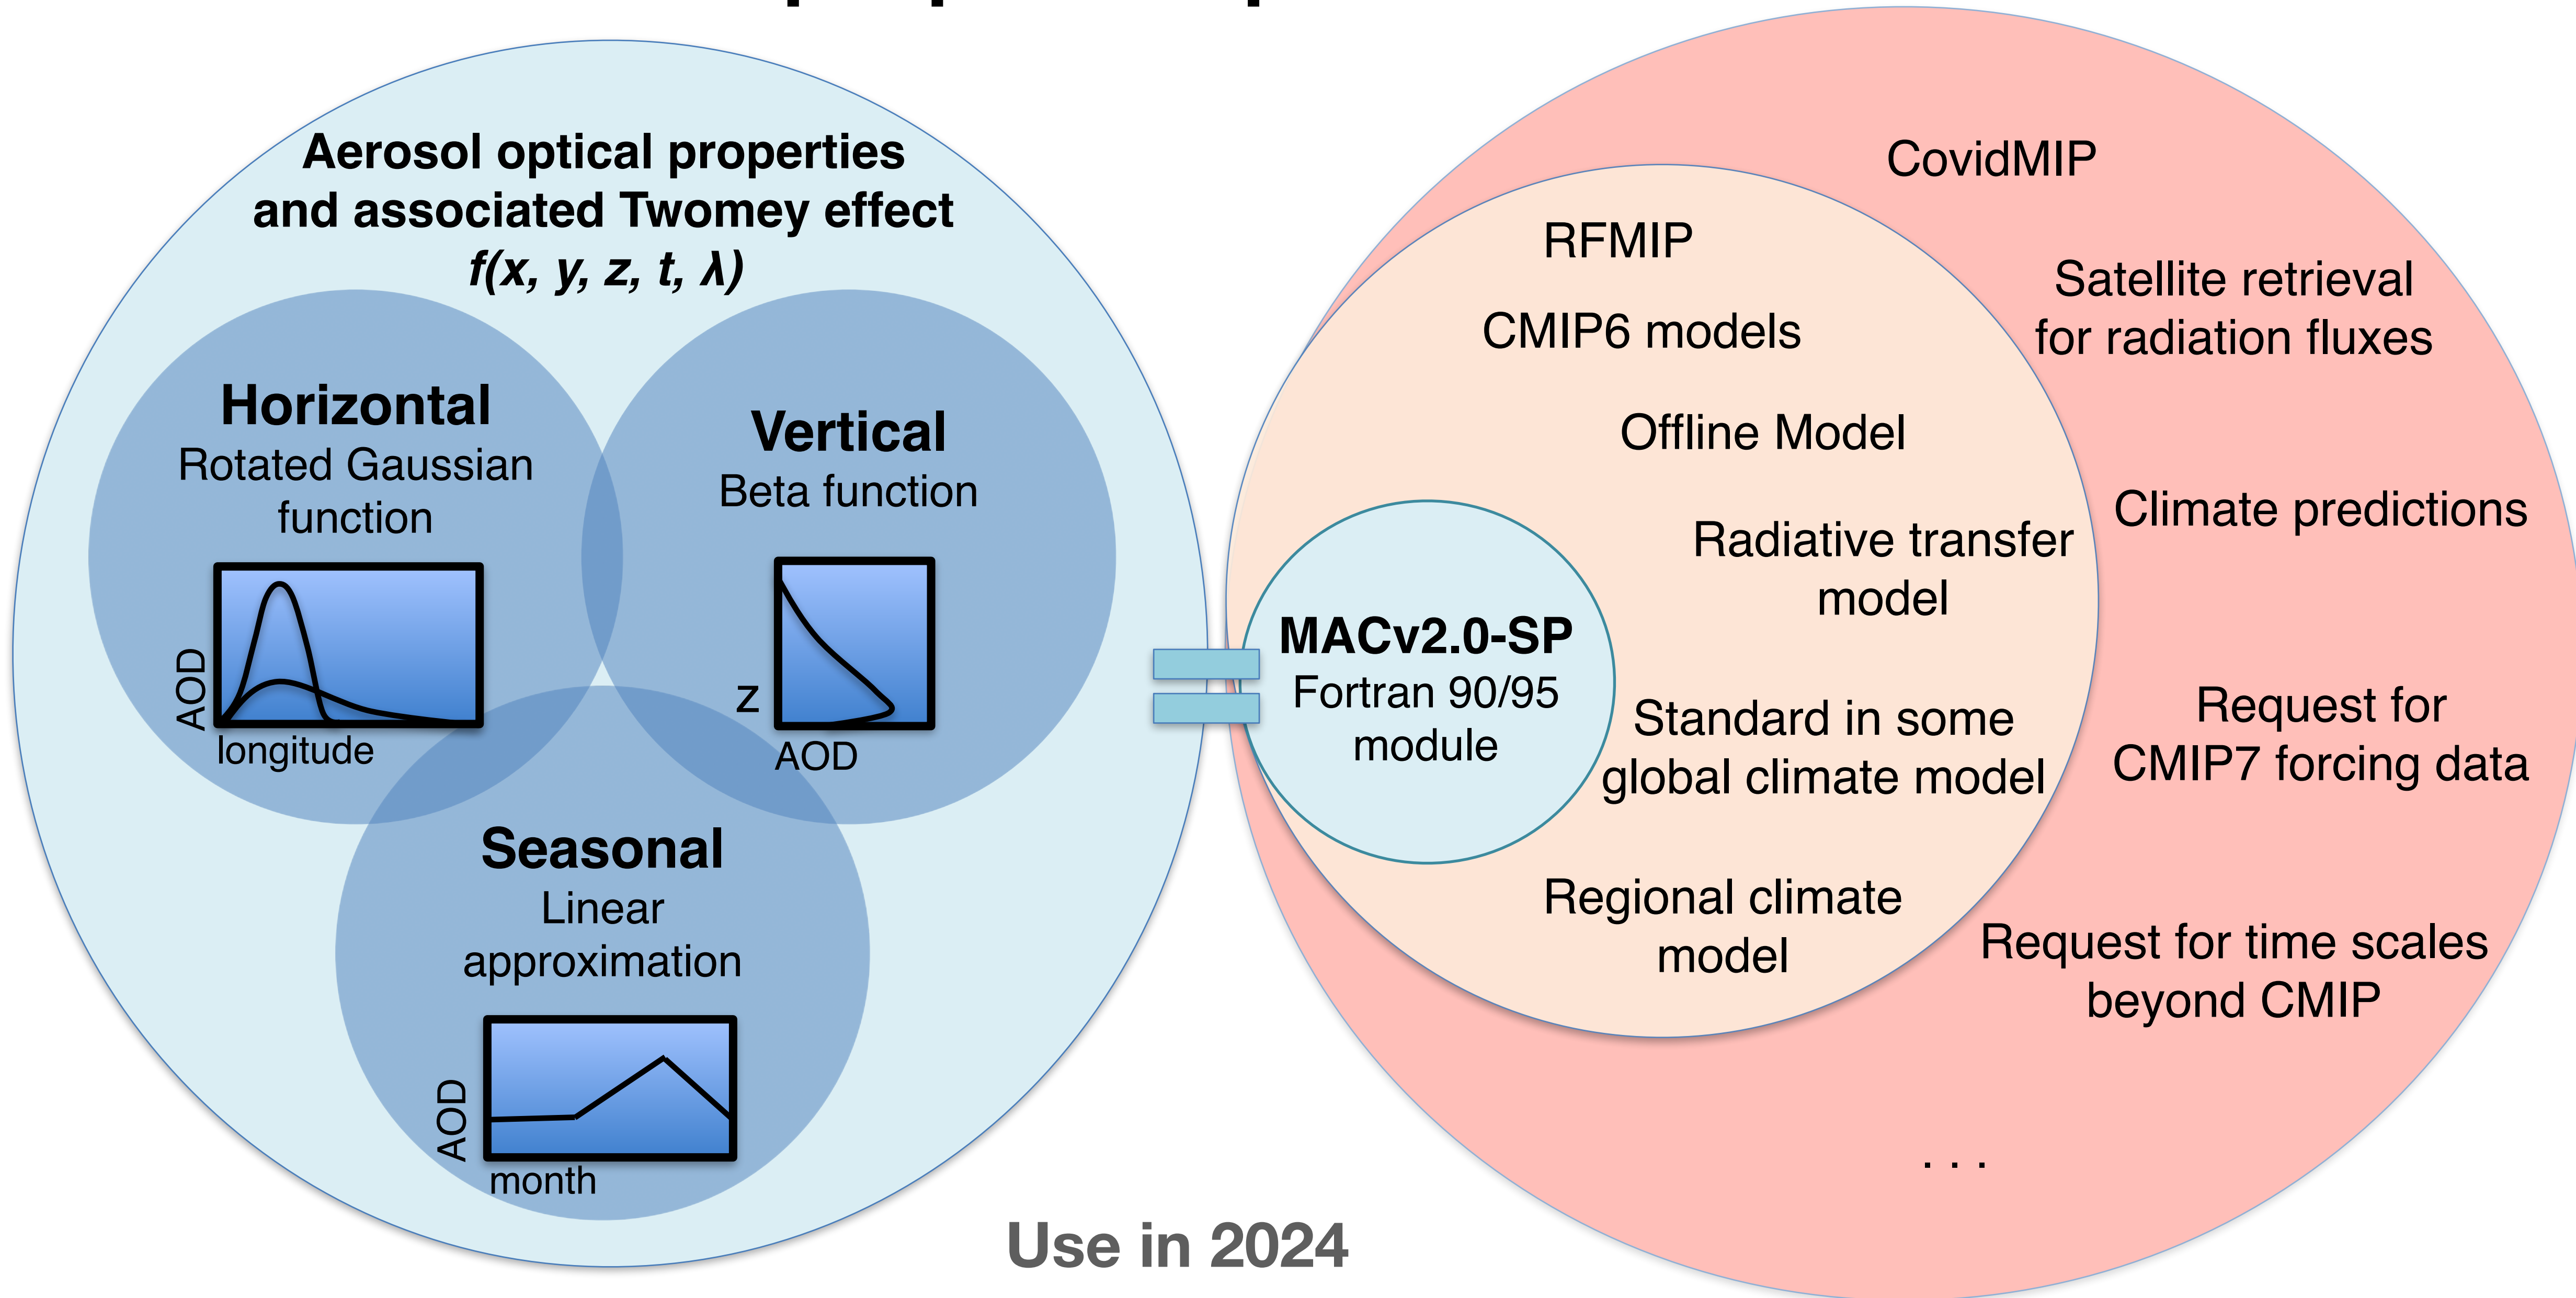 Aerosol optical properties
and associated Twomey effect
f(x, y, z, t, λ)
Horizontal
Rotated Gaussian
function
AOD
longitude
Vertical
Beta function
z
AOD
Seasonal
Linear
approximation
AOD
month
MACv2.0-SP
Fortran 90/95
module
RFMIP
CMIP6 models
Offline Model
Radiative transfer
model
Standard in some
global climate model
Regional climate
model
CovidMIP
Satellite retrieval
for radiation fluxes
Climate predictions
Request for
CMIP7 forcing data
Request for time scales
beyond CMIP
. . .
Use in 2024